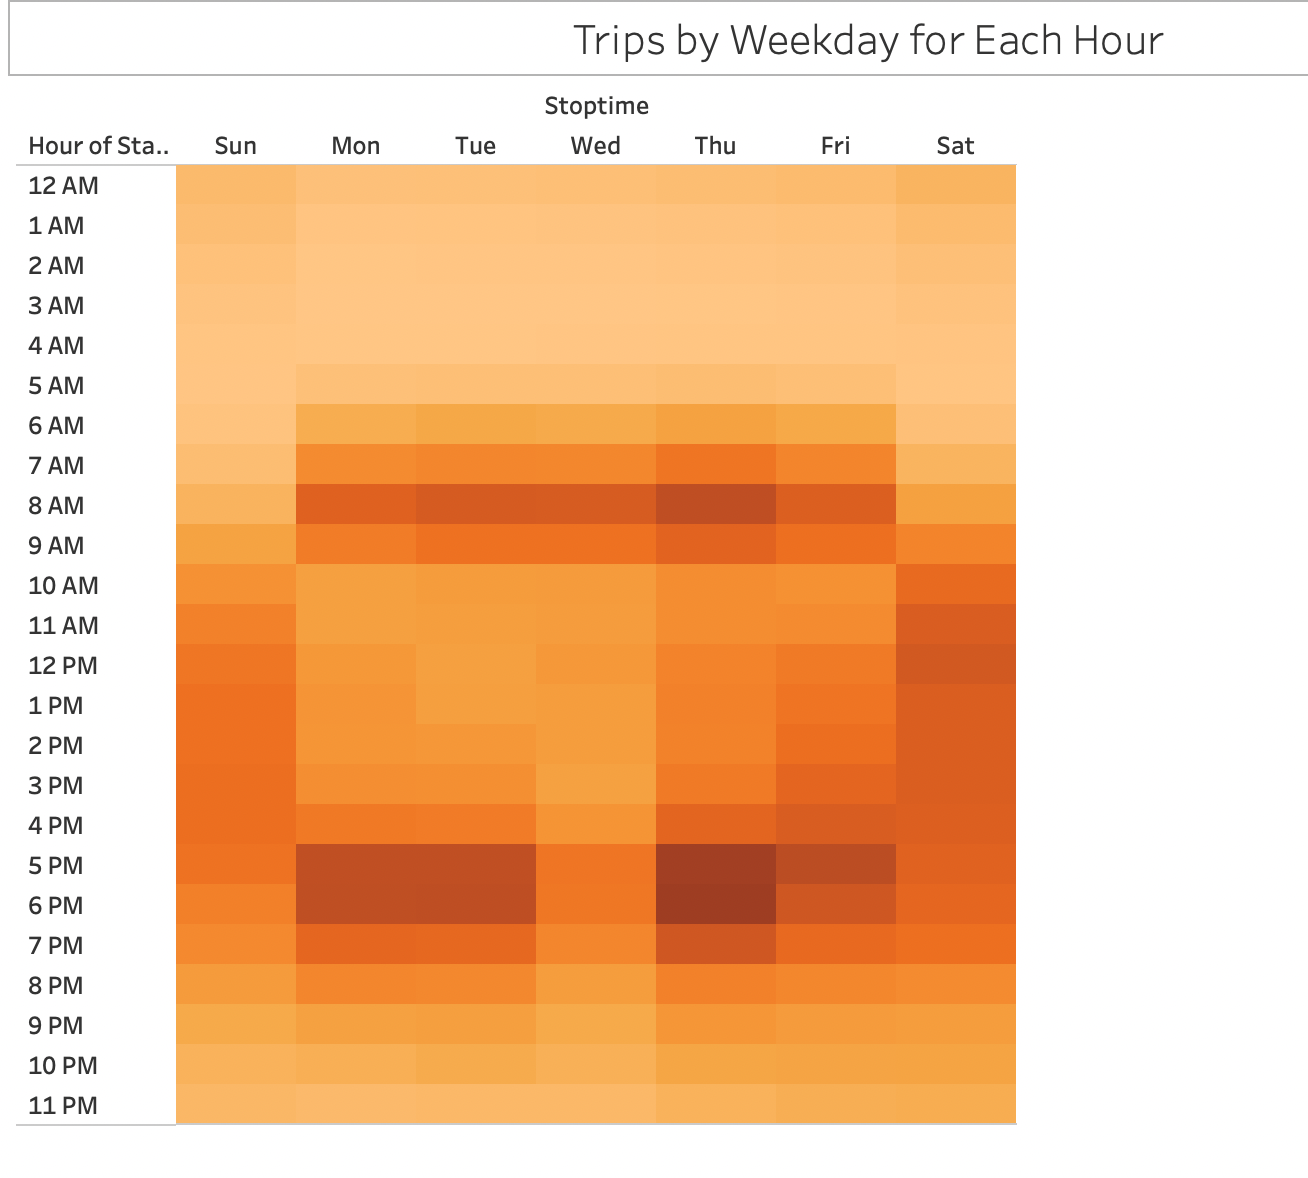 Trips by Weekday for Each Hour
Stoptime
Hour of Sta.. Sun Mon Tue Wed Thu Fri Sat
12 AM
1 AM
2 AM
3 AM
4 AM
5 AM
6 AM
7 AM
8 AM
9 AM
10 AM
11 AM
12 PM
1 PM
2 PM
3 PM
4 PM
5 PM
6 PM
7 PM
8 PM
9 PM
10 PM
11 PM